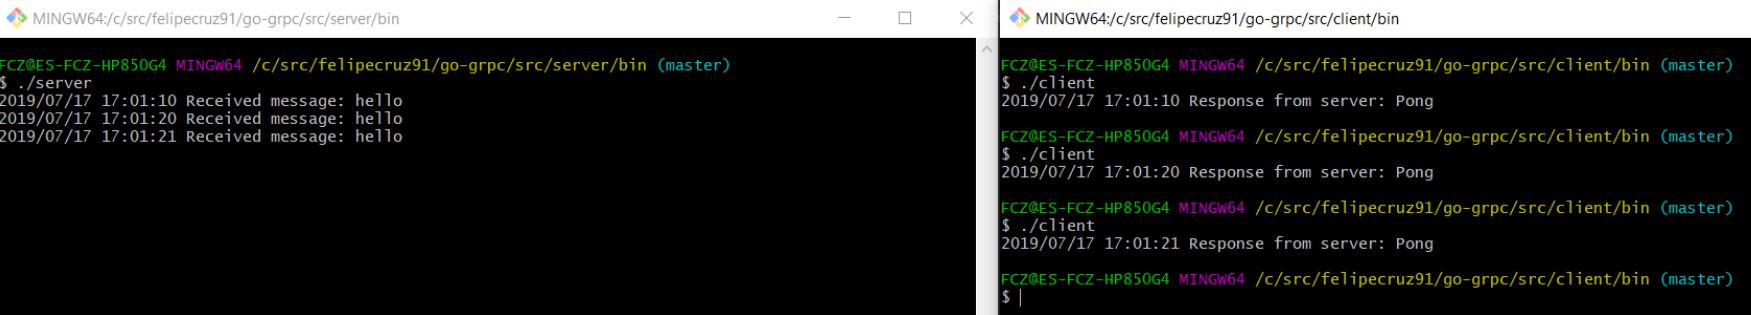 MINGW64:/c/src/felipecruz91/go-grpc/src/server/bin
FCZ@ES-FCZ-HP850G4 MINGW64 /c/src/felipecruz91/go-grpc/src/server/bin (master)
$ ./server
2019/07/17 17:01:10 Received message: hello
2019/07/17 17:01:20 Received message: hello
2019/07/17 17:01:21 Received message: hello
MINGW64:/c/src/felipecruz91/go-grpc/src/client/bin
FCZ@ES-FCZ-HP850G4 MINGW64 /c/src/felipecruz91/go-grpc/src/client/bin (master)
$ ./client
2019/07/17 17:01:10 Response from server: Pong
FCZ@ES-FCZ-HP850G4 MINGW64 /c/src/felipecruz91/go-grpc/src/client/bin (master)
$ ./client
2019/07/17 17:01:20 Response from server: Pong
FCZ@ES-FCZ-HP850G4 MINGW64 /c/src/felipecruz91/go-grpc/src/client/bin (master)
$ ./client
2019/07/17 17:01:21 Response from server: Pong
FCZ@ES-FCZ-HP850G4 MINGW64 /c/src/felipecruz91/go-grpc/src/client/bin (master)
$